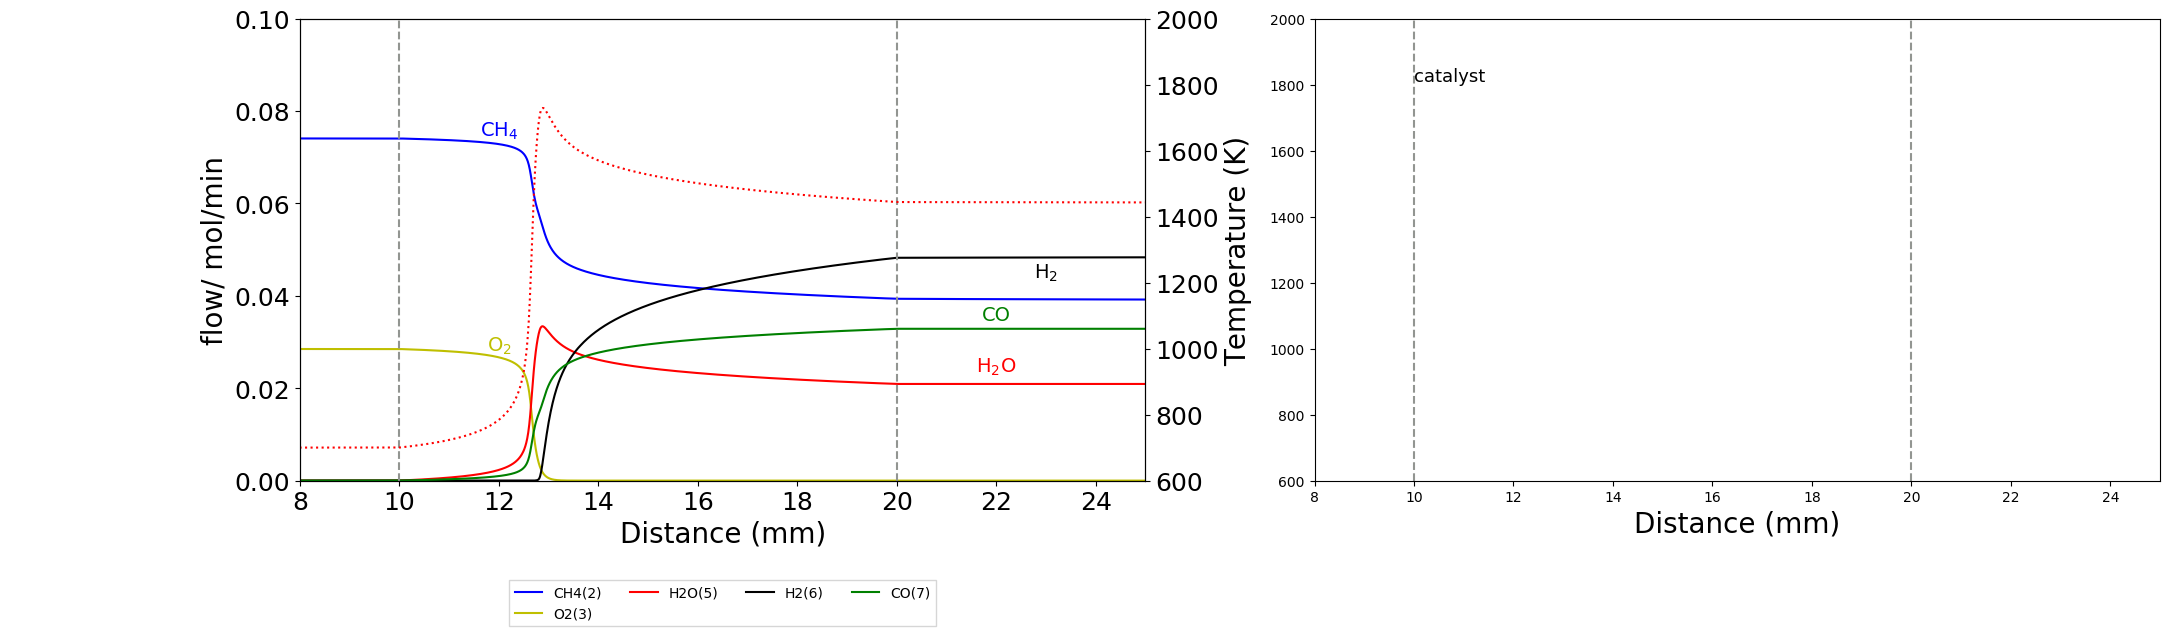 0.10
0.08
0.06
0.04
0.02
0.00
flow/ mol/min
8 10 12 14 16 18 20 22 24
Distance (mm)
CH4
O2
H2
CO
H2O
2000
1800
1600
1400
1200
1000
800
600
Temperature (K)
CH4(2) H2O(5) H2(6) CO(7)
O2(3)
2000
1800
1600
1400
1200
1000
800
600
catalyst
8 10 12 14 16 18 20 22 24
Distance (mm)